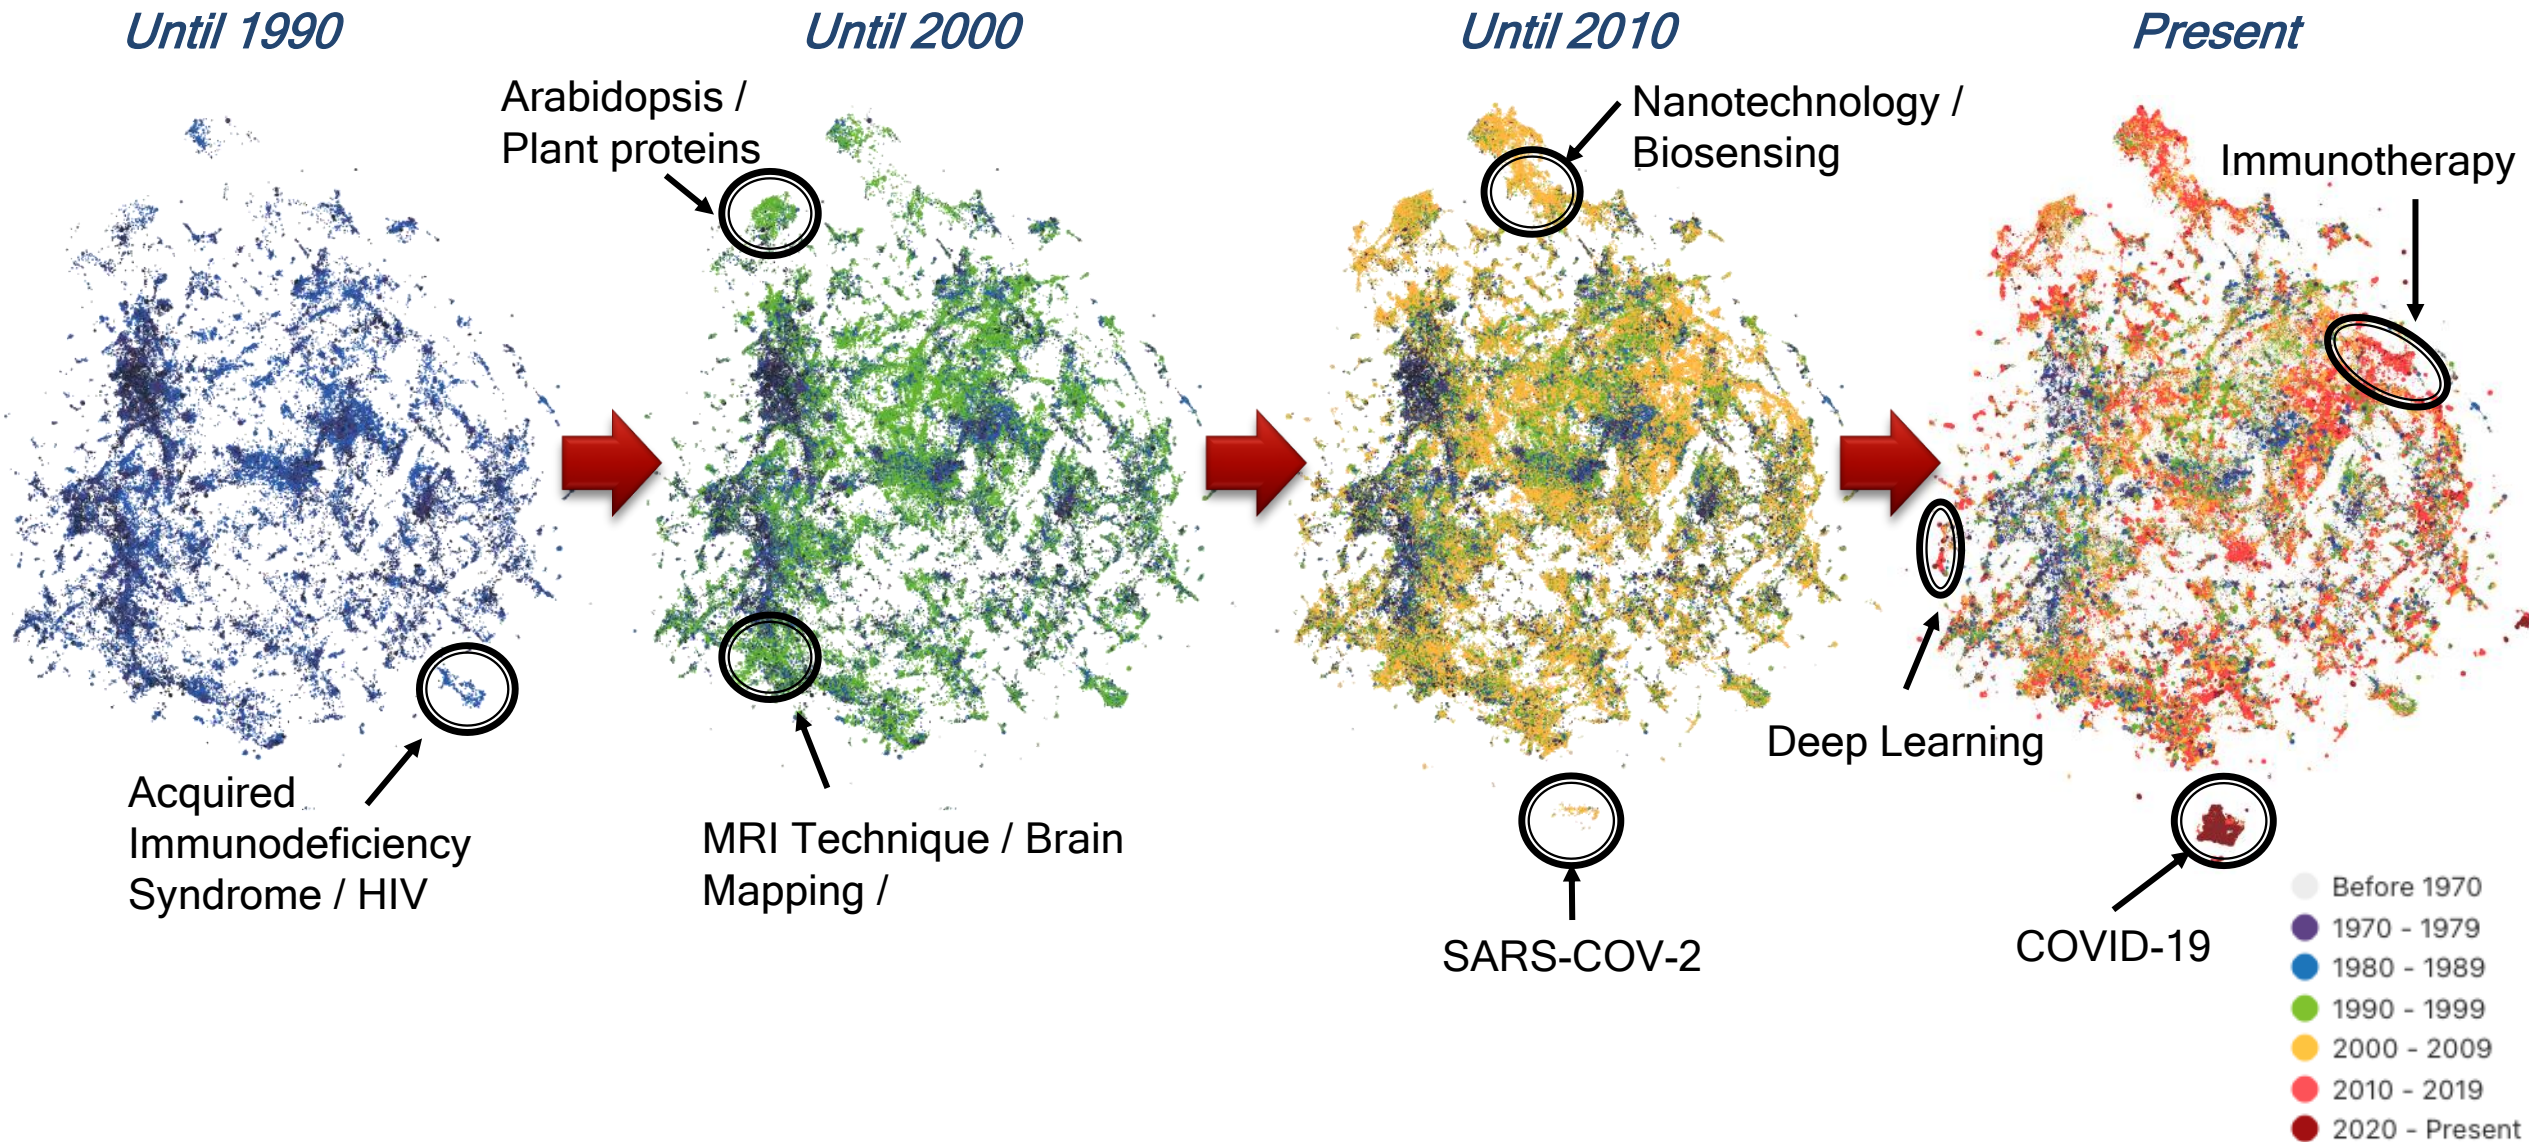 Until 1990
Until 2000
Until 2010
Present
Arabidopsis /
Plant proteins
Nanotechnology /
Biosensing
Immunotherapy
Acquired
Immunodeficiency
Syndrome / HIV
MRI Technique / Brain
Mapping /
SARS-COV-2
Deep Learning
COVID-19
Before 1970
1970 - 1979
1980 - 1989
1990 - 1999
2000 - 2009
2010 - 2019
2020 - Present